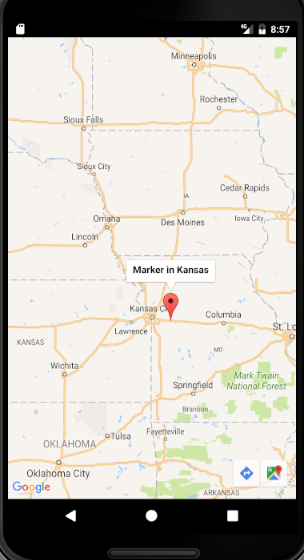 4G 8:57
Minneapolis
Rochester
Sioux Falls
Sioux City
Cedar Rapids
IA
Iowa City
Omaha
Des Moines
Lincoln
Marker in Kansas
Kansas Ci
Columbia
Lawrence
St. Lo
KANSAS
MO
Wichita
Mark Twain
National Forest
Springfield
Branson
Fayetteville
Tulsa
OKLAHOMA
Oklahoma City
Google
ARKANSAS